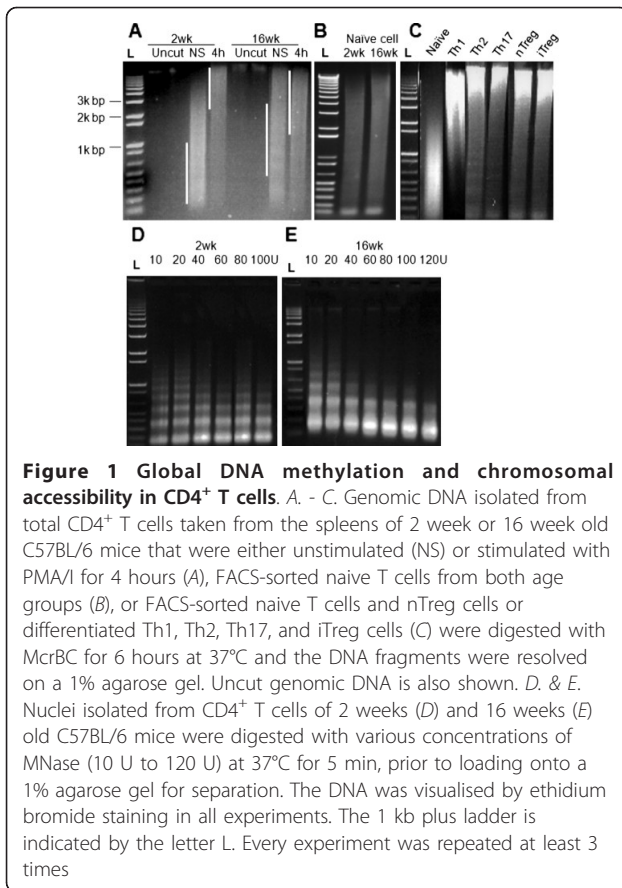 A
B
C
2wk 16wk
L Uncut NS 4h Uncut NS 4h
Naïve cell
L 2wk 16wk
L Naïve Th1 Th2 Th17 nTreg iTreg
3k bp
2k bp
1k bp
D
2wk
L 10 20 40 60 80 100U
E
16wk
L 10 20 40 60 80 100 120U
Figure 1 Global DNA methylation and chromosomal
accessibility in CD4⁺ T cells. A. - C. Genomic DNA isolated from
total CD4⁺ T cells taken from the spleens of 2 week or 16 week old
C57BL/6 mice that were either unstimulated (NS) or stimulated with
PMA/I for 4 hours (A), FACS-sorted naive T cells from both age
groups (B), or FACS-sorted naive T cells and nTreg cells or
differentiated Th1, Th2, Th17, and iTreg cells (C) were digested with
McrBC for 6 hours at 37°C and the DNA fragments were resolved
on a 1% agarose gel. Uncut genomic DNA is also shown. D. & E.
Nuclei isolated from CD4⁺ T cells of 2 weeks (D) and 16 weeks (E)
old C57BL/6 mice were digested with various concentrations of
MNase (10 U to 120 U) at 37°C for 5 min, prior to loading onto a
1% agarose gel for separation. The DNA was visualised by ethidium
bromide staining in all experiments. The 1 kb plus ladder is
indicated by the letter L. Every experiment was repeated at least 3
times